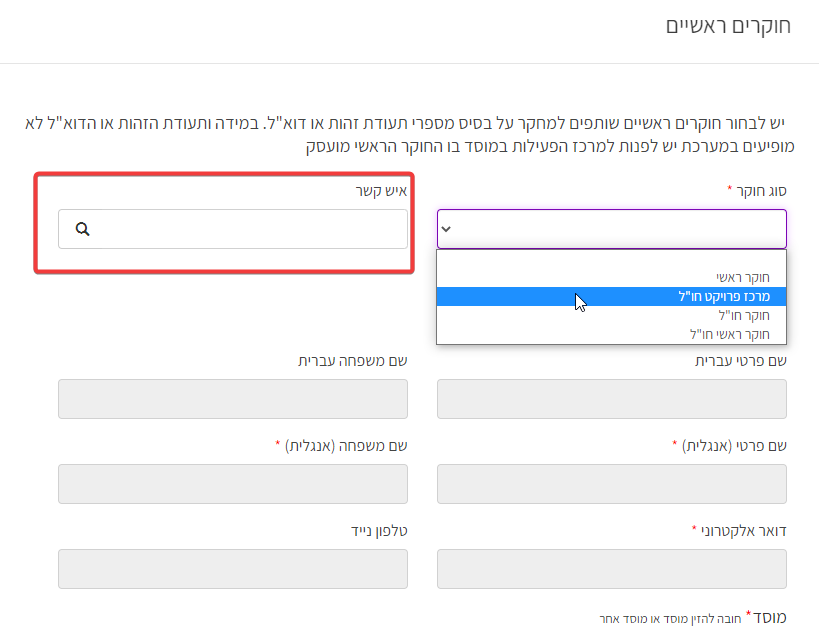 חוקרים ראשיים
יש לבחור חוקרים ראשיים שותפים למחקר על בסיס מספרי תעודת זהות או דוא"ל. במידה ותעודת הזהות או הדוא"ל לא
מופיעים במערכת יש לפנות למרכז הפעילות במוסד בו החוקר הראשי מועסק
סוג חוקר *
איש קשר
חוקר ראשי
מרכז פרויקט חו"ל
חוקר חו"ל
חוקר ראשי חו"ל
שם פרטי עברית
שם משפחה עברית
שם פרטי (אנגלית) *
שם משפחה (אנגלית) *
דואר אלקטרוני *
טלפון נייד
מוסד* חובה להזין מוסד או מוסד אחר